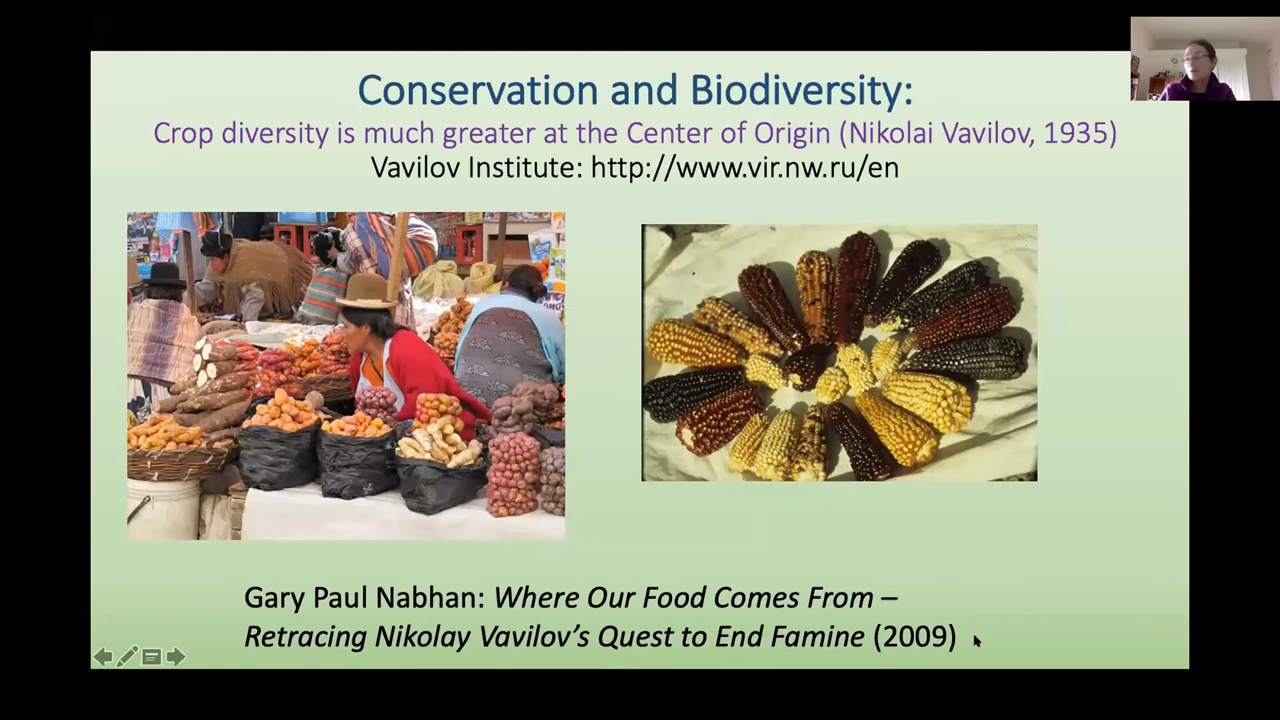 Conservation and Biodiversity:
Crop diversity is much greater at the Center of Origin (Nikolai Vavilov, 1935)
Vavilov Institute: http://www.vir.nw.ru/en
Gary Paul Nabhan: Where Our Food Comes From –
Retracing Nikolay Vavilov’s Quest to End Famine (2009)